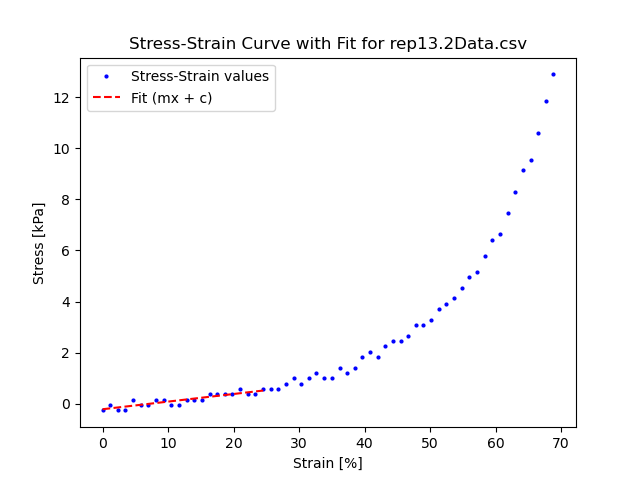 Stress-Strain Curve with Fit for rep13.2Data.csv
Stress-Strain values
Fit (mx + c)
12
10
8
6
4
2
0
Stress [kPa]
0 10 20 30 40 50 60 70
Strain [%]